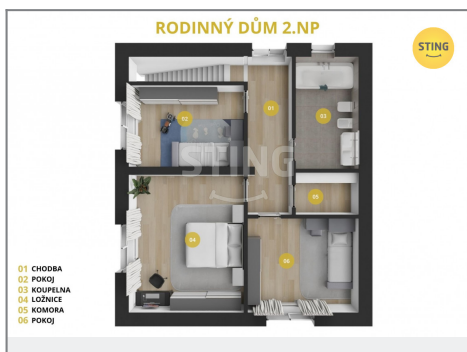 RODINNÝ DŮM 2.NP
STING
01
02
03
STING
05
04
06
01 CHODBA
02 POKOJ
03 KOUPELNA
04 LOŽNICE
05 KOMORA
06 POKOJ